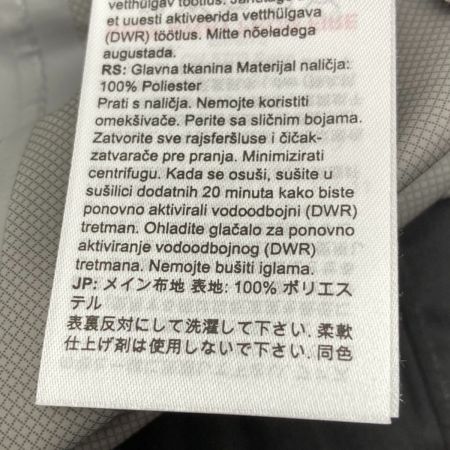 vetthülgav töötlus.
et uuesti aktiveerida vetthülgava
(DWR) töötlus. Mitte nõeladega
augustada.
RS: Glavna tkanina Materijal naličja:
100% Poliester
Prati s naličja. Nemojte koristiti
omekšivače. Perite sa sličnim bojama.
Zatvorite sve rajsferšluse i čičak-
zatvarače pre pranja. Minimizirati
centrifugu. Kada se osuši, sušite u
sušilici dodatnih 20 minuta kako biste
ponovno aktivirali vodoodbojni (DWR)
tretman. Ohladite glačalo za ponovno
aktiviranje vodoodbojnog (DWR)
tretmana. Nemojte bušiti iglama.
JP: メイン布地 表地: 100% ポリエス
テル
表裏反対にして洗濯して下さい. 柔軟
仕上げ剤は使用しないで下さい. 同色